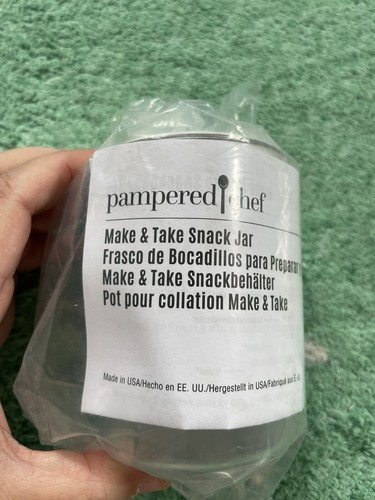 pampered chef
Make & Take Snack Jar
Frasco de Bocadillos para Preparar
Make & Take Snackbehälter
Pot pour collation Make & Take
Made in USA/Hecho en EE. UU./Hergestellt in USA/Fabriqué aux